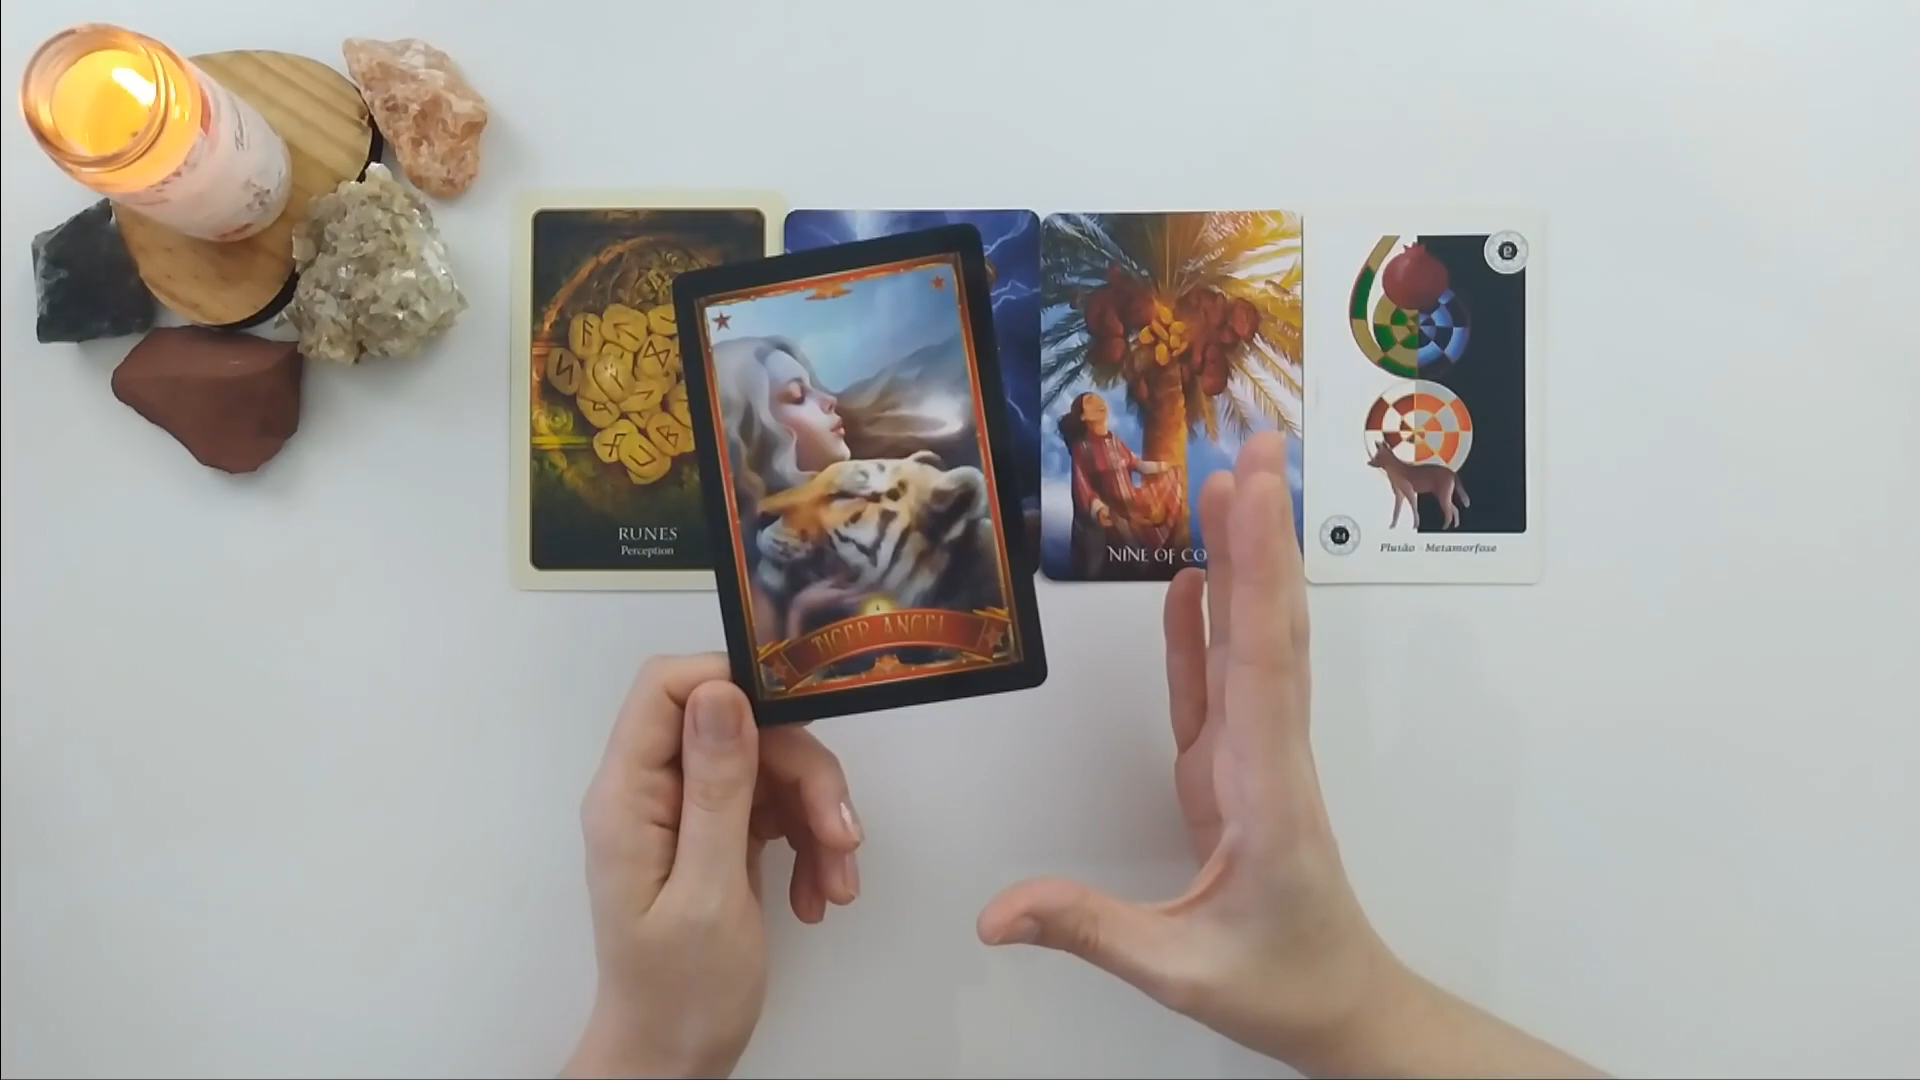 RUNES
Perception
TIGER ANGEL
NINE OF CO
Plutão - Metamorfose